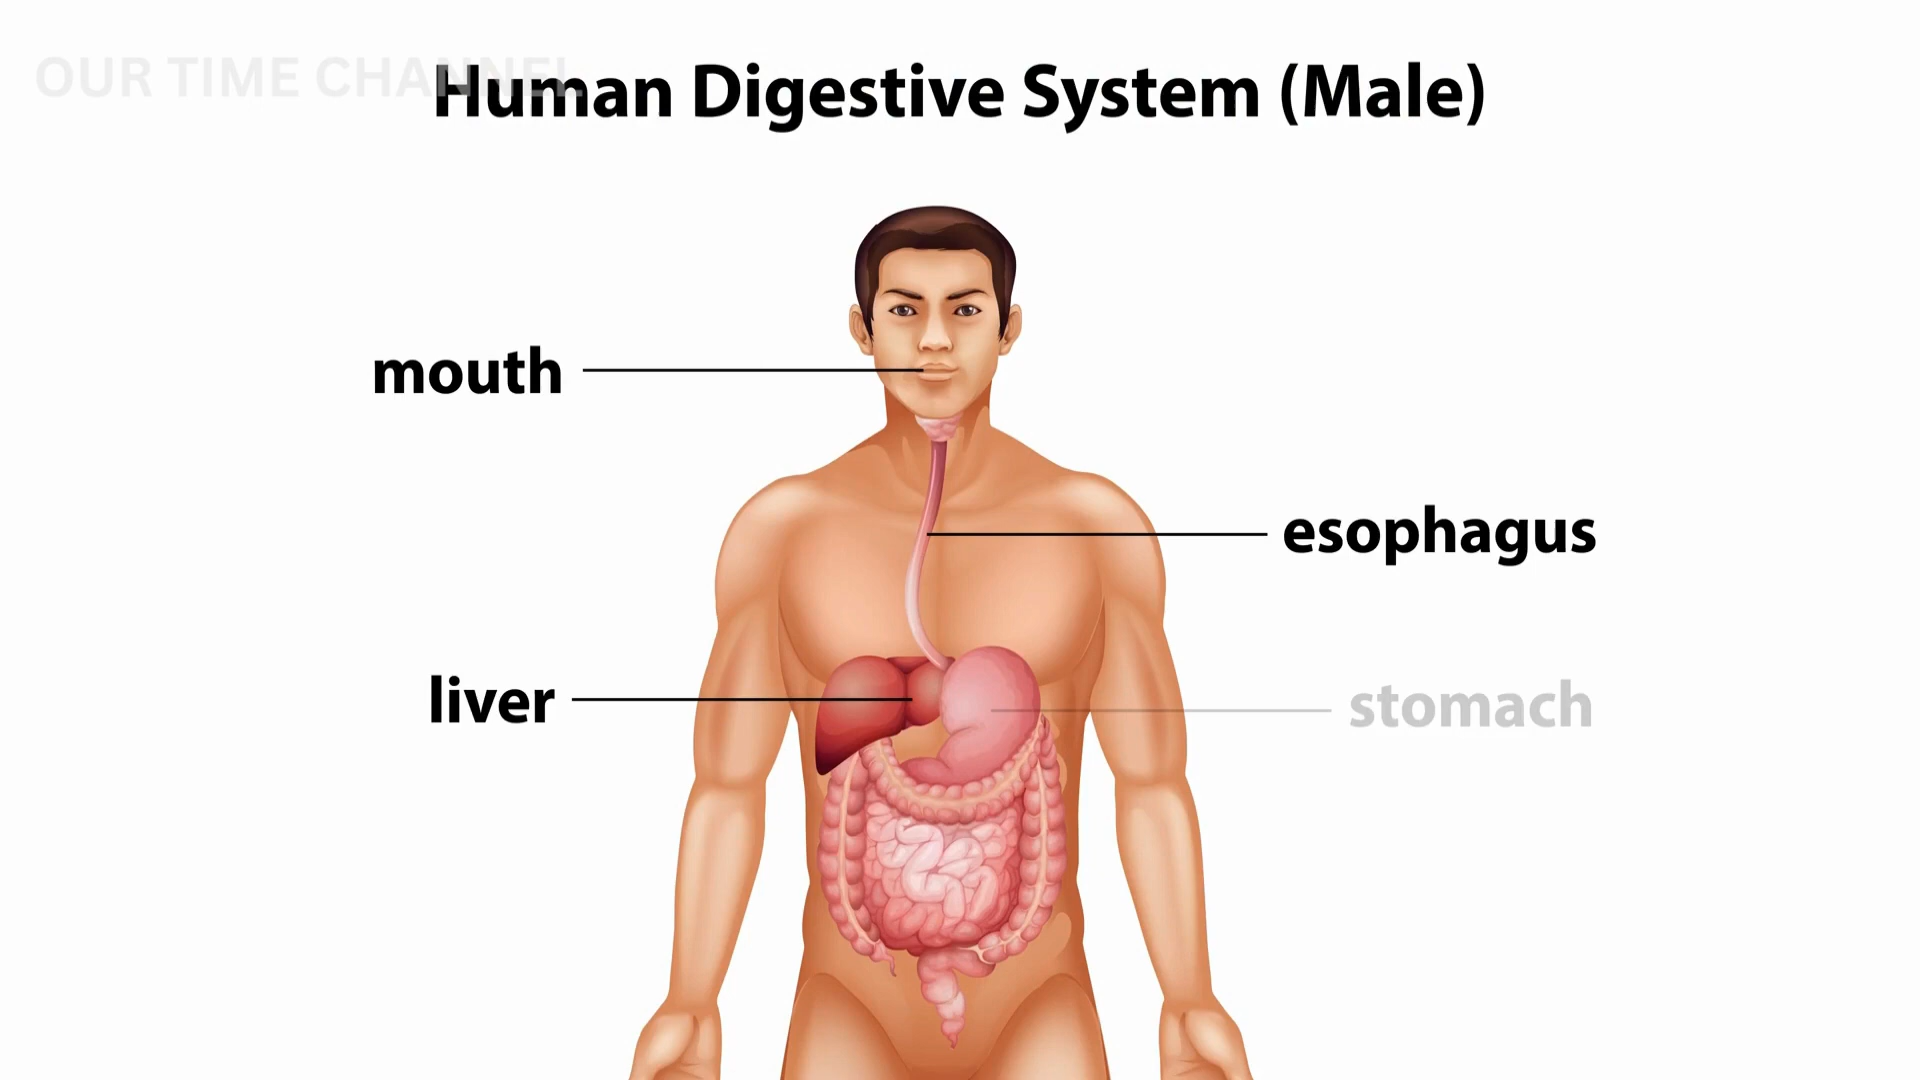 OUR TIME CHANNEL
Human Digestive System (Male)
mouth
esophagus
liver
stomach